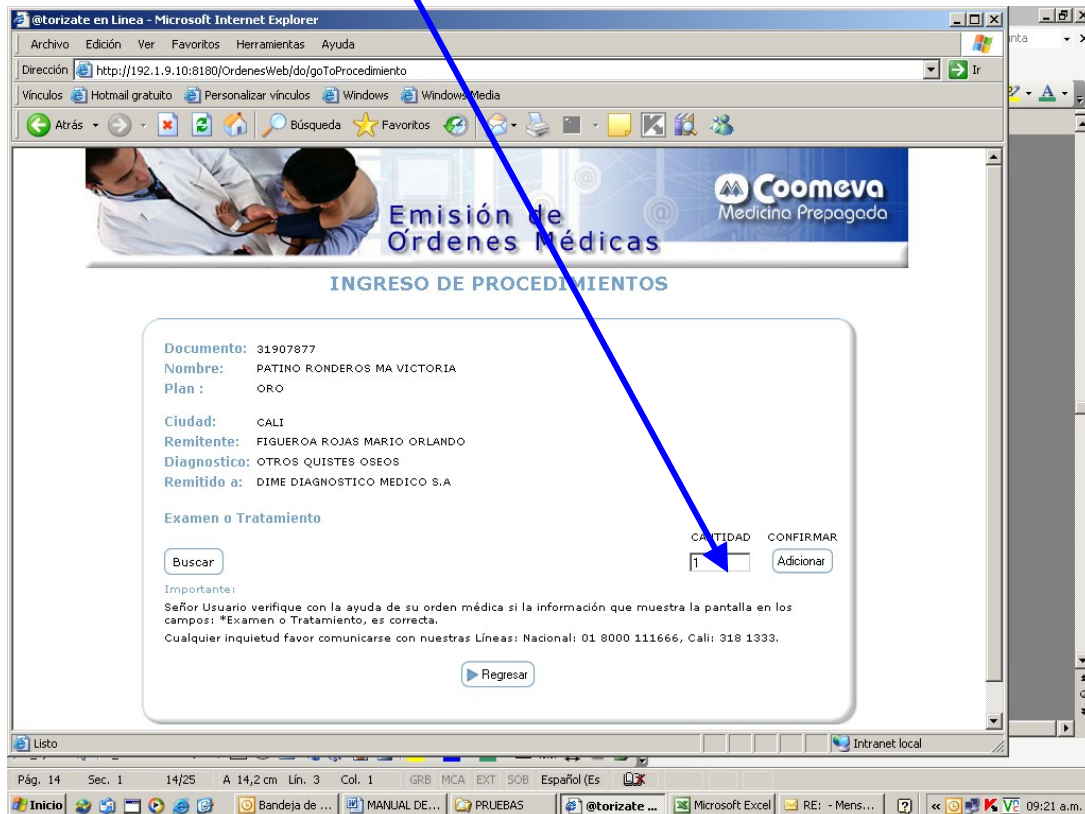 @torizate en Linea - Microsoft Internet Explorer
Archivo Edición Ver Favoritos Herramientas Ayuda
Dirección http://192.1.9.10:8180/OrdenesWeb/do/goToProcedimiento Ir
Vínculos Hotmail gratuito Personalizar vínculos Windows Windows Media
Atrás Búsqueda Favoritos
Emisión de
Órdenes Médicas
Coomeva
Medicina Prepagada
INGRESO DE PROCEDIMIENTOS
Documento: 31907877
Nombre: PATINO RONDEROS MA VICTORIA
Plan : ORO
Ciudad: CALI
Remitente: FIGUEROA ROJAS MARIO ORLANDO
Diagnostico: OTROS QUISTES OSEOS
Remitido a: DIME DIAGNOSTICO MEDICO S.A
Examen o Tratamiento
CANTIDAD CONFIRMAR
Buscar 1 Adicionar
Importante:
Señor Usuario verifique con la ayuda de su orden médica si la información que muestra la pantalla en los
campos: *Examen o Tratamiento, es correcta.
Cualquier inquietud favor comunicarse con nuestras Líneas: Nacional: 01 8000 111666, Cali: 318 1333.
Regresar
Listo Intranet local
Pág. 14 Sec. 1 14/25 A 14,2 cm Lín. 3 Col. 1 GRB MCA EXT SOB Español (Es
Inicio Bandeja de ... MANUAL DE... PRUEBAS @torizate ... Microsoft Excel RE: - Mens... 09:21 a.m.